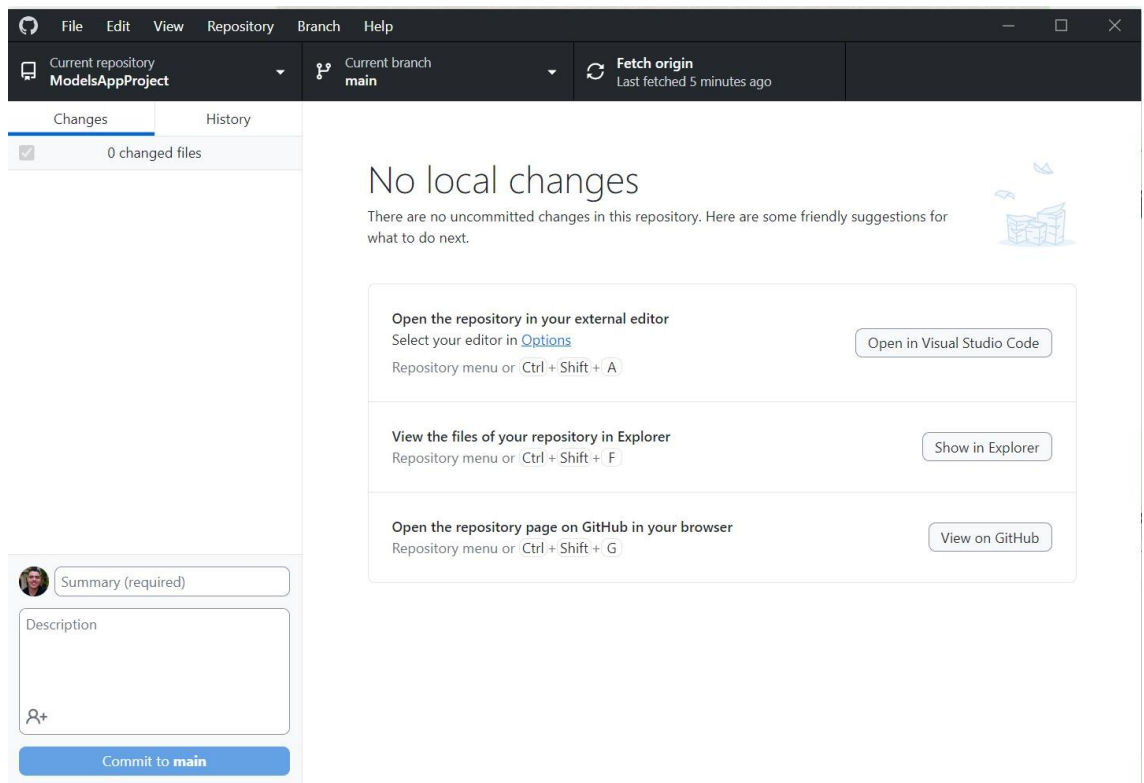 File Edit View Repository Branch Help
Current repository
ModelsAppProject
Current branch
main
Fetch origin
Last fetched 5 minutes ago
Changes History
0 changed files
No local changes
There are no uncommitted changes in this repository. Here are some friendly suggestions for
what to do next.
Open the repository in your external editor
Select your editor in Options
Repository menu or Ctrl + Shift + A
Open in Visual Studio Code
View the files of your repository in Explorer
Repository menu or Ctrl + Shift + F
Show in Explorer
Open the repository page on GitHub in your browser
Repository menu or Ctrl + Shift + G
View on GitHub
Summary (required)
Description
Commit to main